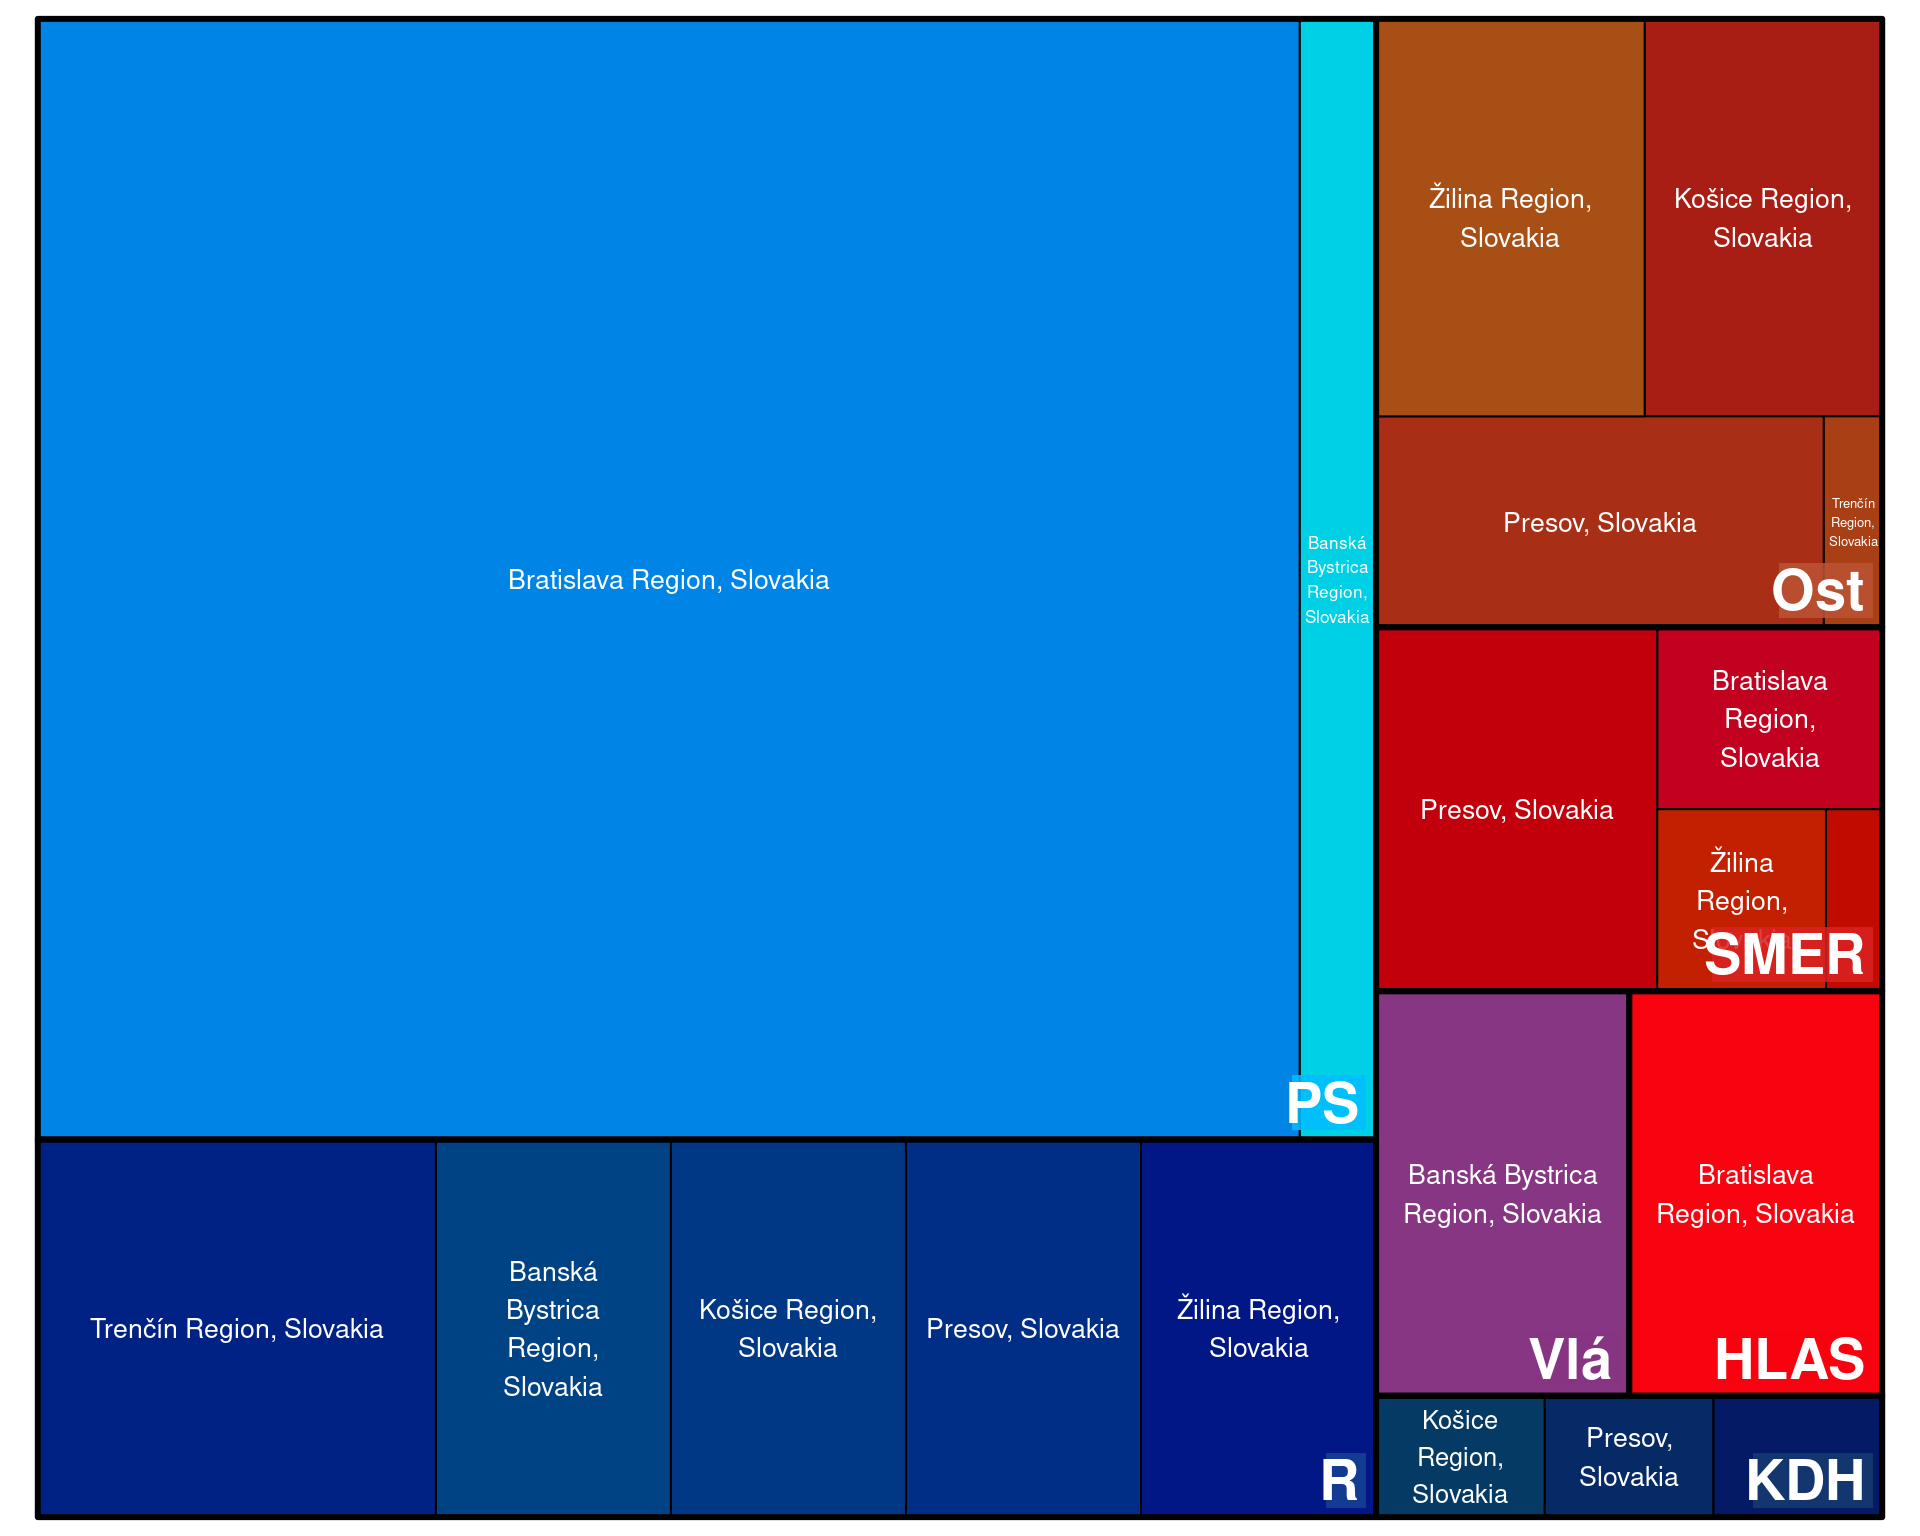 Bratislava Region, Slovakia
Banská
Bystrica
Region,
Slovakia
PS
Trenčín Region, Slovakia
Banská
Bystrica
Region,
Slovakia
Košice Region,
Slovakia
Presov, Slovakia
Žilina Region,
Slovakia
R
Žilina Region,
Slovakia
Košice Region,
Slovakia
Presov, Slovakia
Trenčín
Region,
Slovakia
Ost
Presov, Slovakia
Bratislava
Region,
Slovakia
Žilina
Region,
SMER
Banská Bystrica
Region, Slovakia
Vlá
Bratislava
Region, Slovakia
HLAS
Košice
Region,
Slovakia
Presov,
Slovakia
KDH